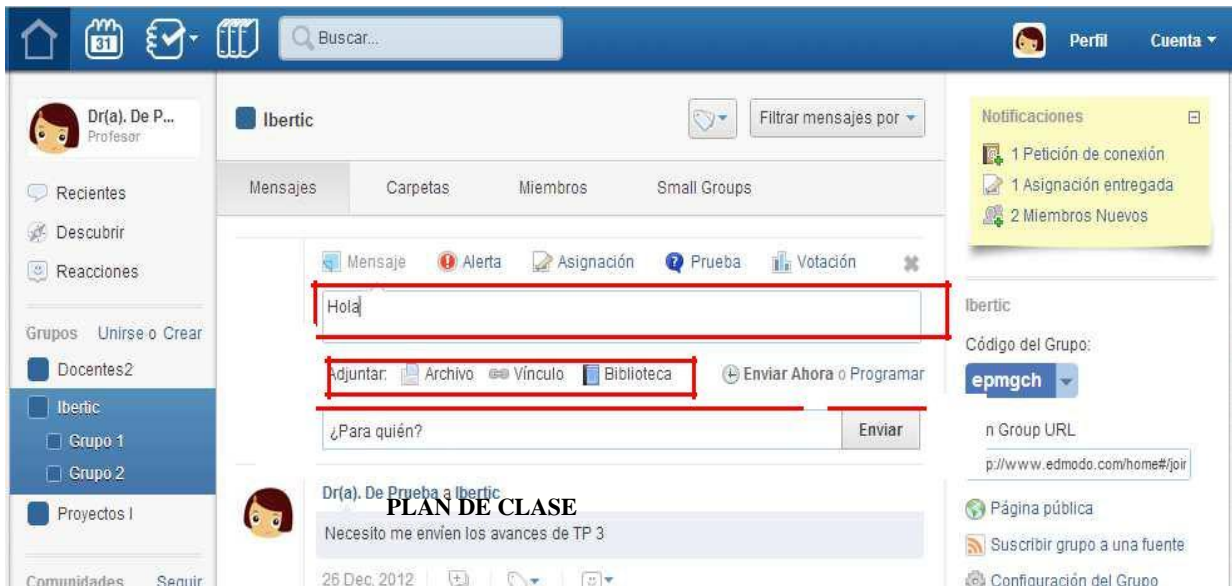 31
Buscar...
Perfil
Cuenta
Dr(a). De P...
Profesor
Recientes
Descubrir
Reacciones
Grupos Unirse o Crear
Docentes2
Ibertic
Grupo 1
Grupo 2
Proyectos I
Comunidades Seguir
Ibertic
Filtrar mensajes por
Mensajes Carpetas Miembros Small Groups
Mensaje Alerta Asignación Prueba Votación
Hola
Adjuntar: Archivo Vínculo Biblioteca Enviar Ahora o Programar
¿Para quién? Enviar
Dr(a). De Prueba a Ibertic
PLAN DE CLASE
Necesito me envíen los avances de TP 3
26 Dec, 2012
Notificaciones
1 Petición de conexión
1 Asignación entregada
2 Miembros Nuevos
Ibertic
Código del Grupo:
epmgch
n Group URL
p://www.edmodo.com/home#/joir
Página pública
Suscribir grupo a una fuente
Configuración del Grupo